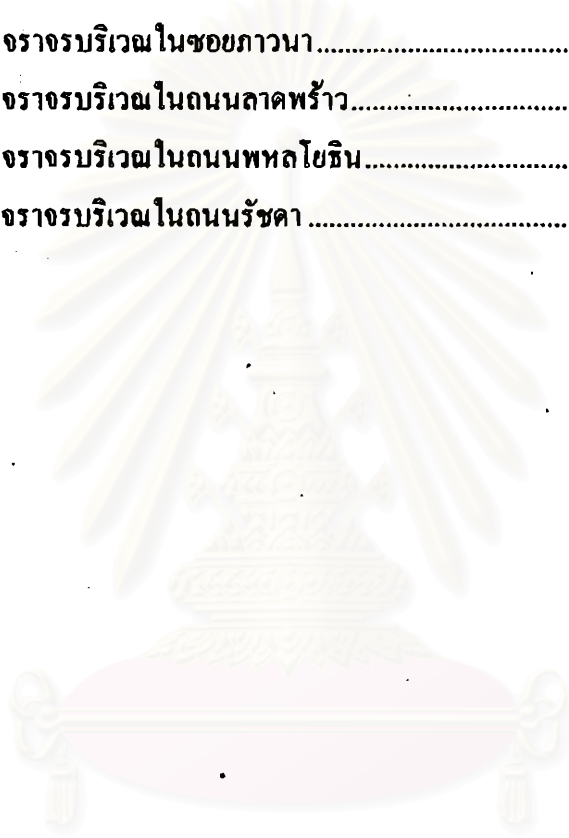 จราจรบริเวณในซอยภาวนา........................................
จราจรบริเวณในถนนลาดพร้าว..................................
จราจรบริเวณในถนนพหลโยธิน................................
จราจรบริเวณในถนนรัชดา.........................................